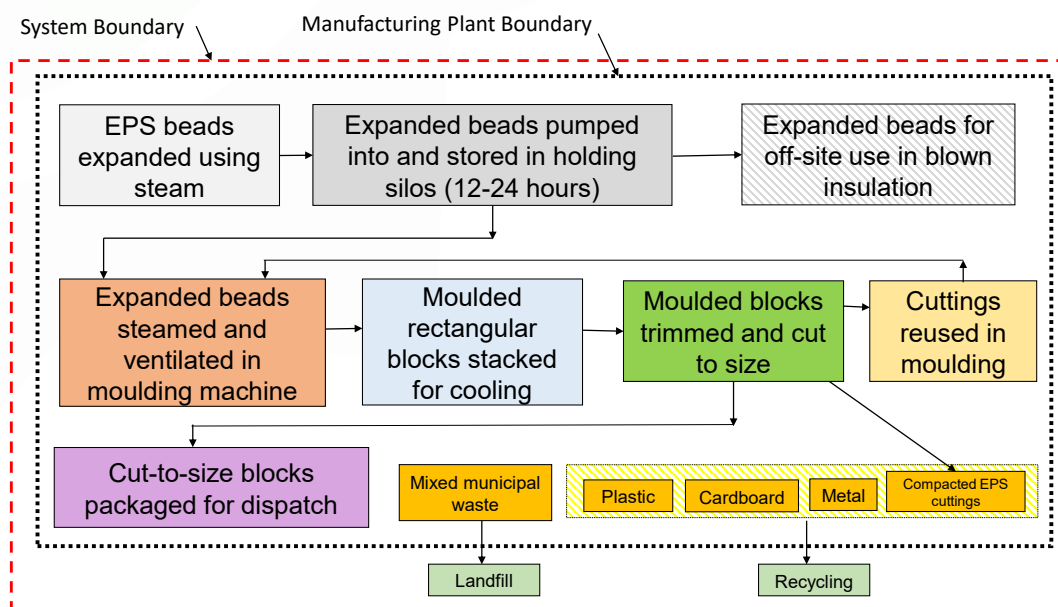 System Boundary
Manufacturing Plant Boundary
EPS beads
expanded using
steam
Expanded beads pumped
into and stored in holding
silos (12-24 hours)
Expanded beads for
off-site use in blown
insulation
Expanded beads
steamed and
ventilated in
moulding machine
Moulded
rectangular
blocks stacked
for cooling
Moulded blocks
trimmed and cut
to size
Cuttings
reused in
moulding
Cut-to-size blocks
packaged for dispatch
Mixed municipal
waste
Plastic
Cardboard
Metal
Compacted EPS
cuttings
Landfill
Recycling